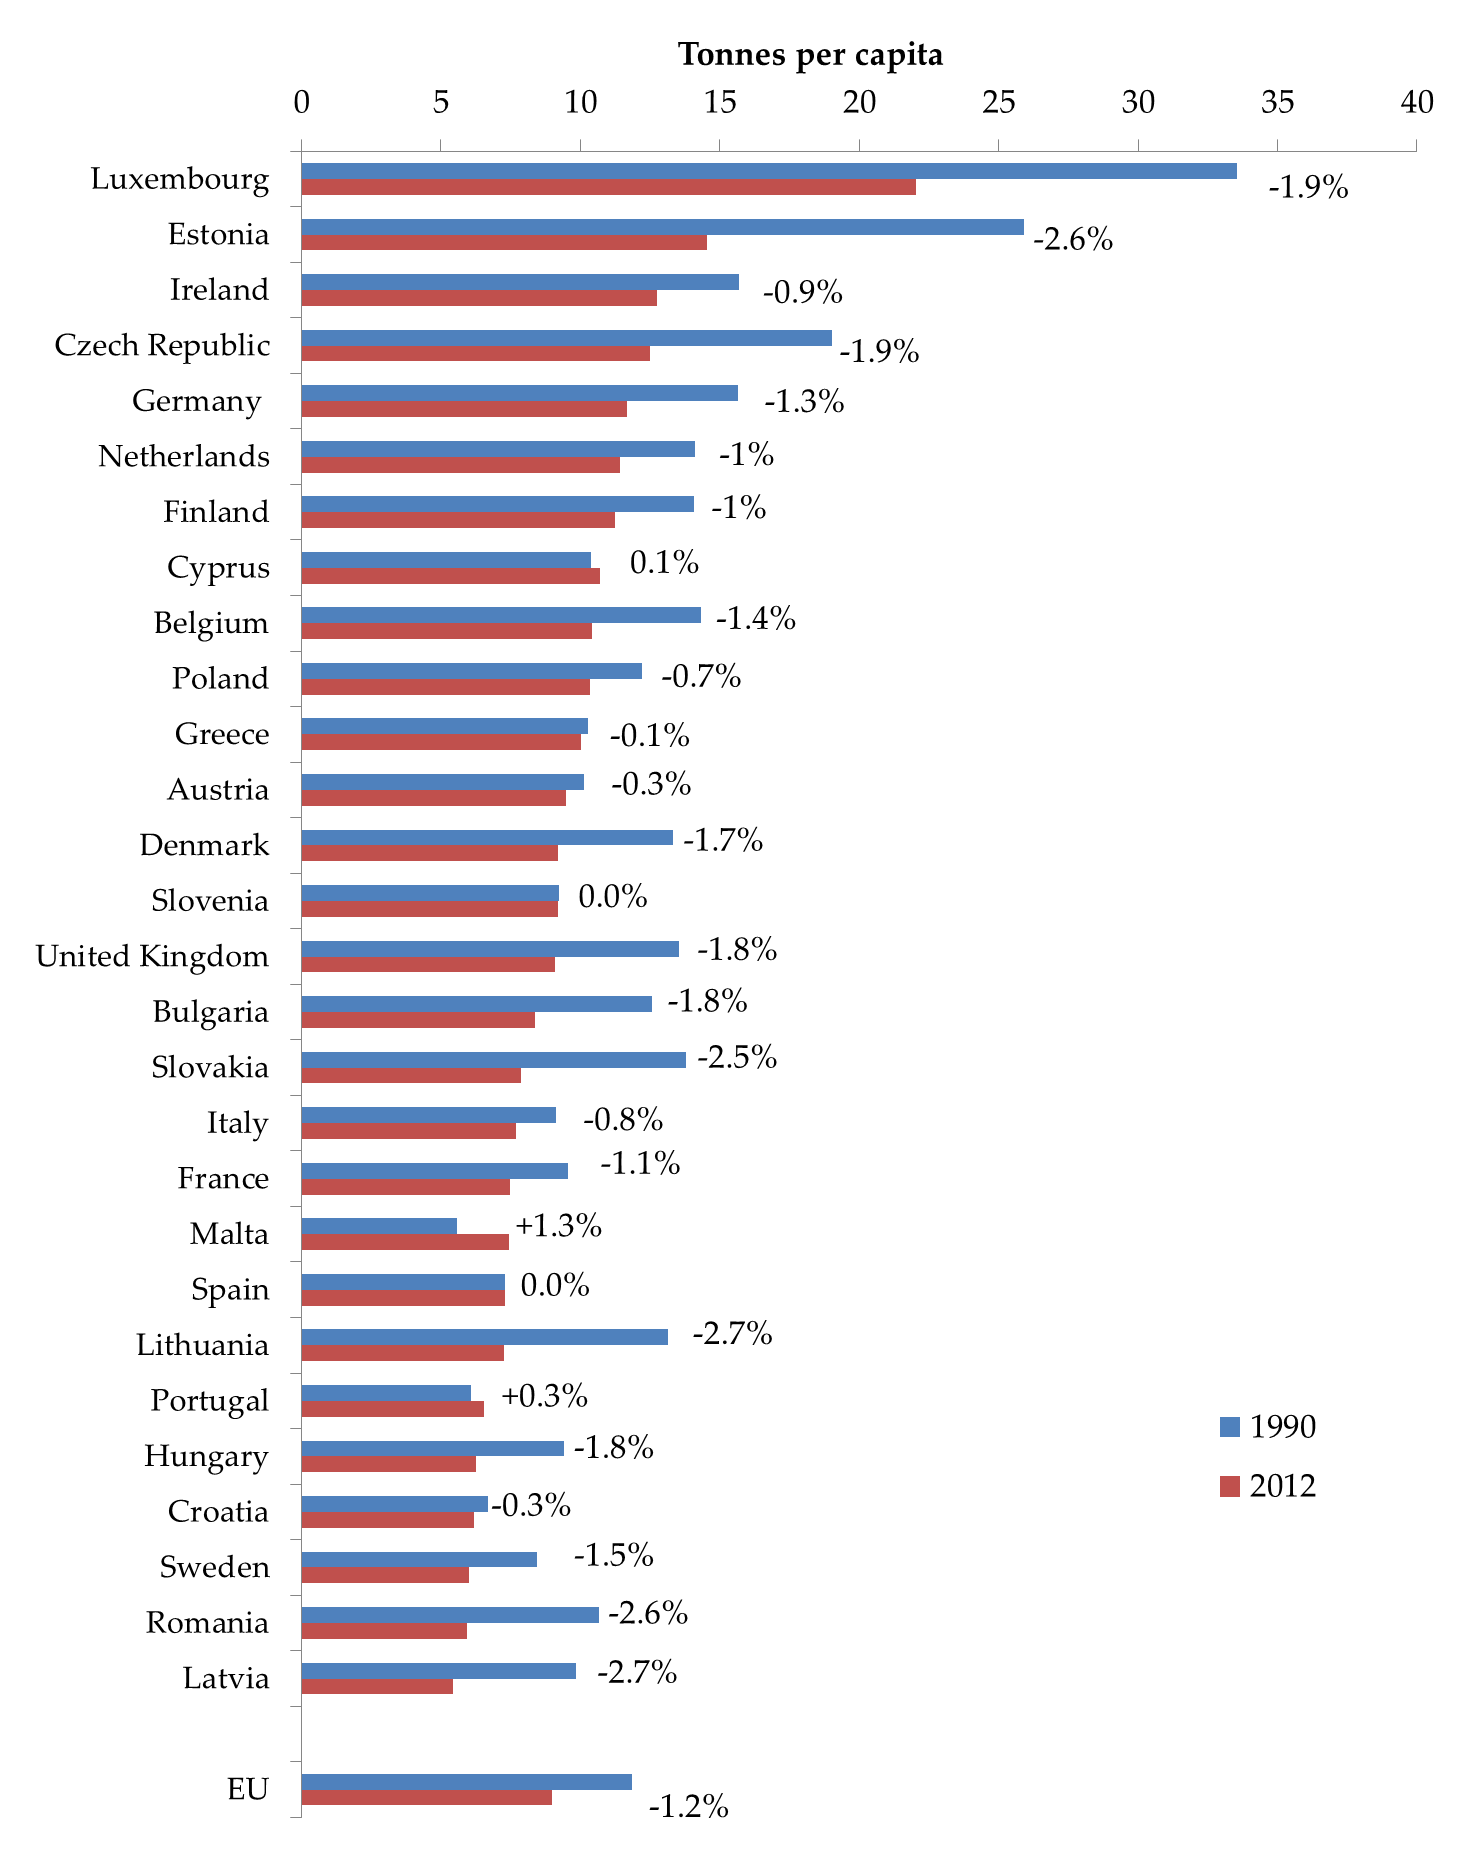 Tonnes per capita
0 5 10 15 20 25 30 35 40
Luxembourg -1.9%
Estonia -2.6%
Ireland -0.9%
Czech Republic -1.9%
Germany -1.3%
Netherlands -1%
Finland -1%
Cyprus 0.1%
Belgium -1.4%
Poland -0.7%
Greece -0.1%
Austria -0.3%
Denmark -1.7%
Slovenia 0.0%
United Kingdom -1.8%
Bulgaria -1.8%
Slovakia -2.5%
Italy -0.8%
France -1.1%
Malta +1.3%
Spain 0.0%
Lithuania -2.7%
Portugal +0.3%
1990
Hungary -1.8%
2012
Croatia -0.3%
Sweden -1.5%
Romania -2.6%
Latvia -2.7%
EU -1.2%